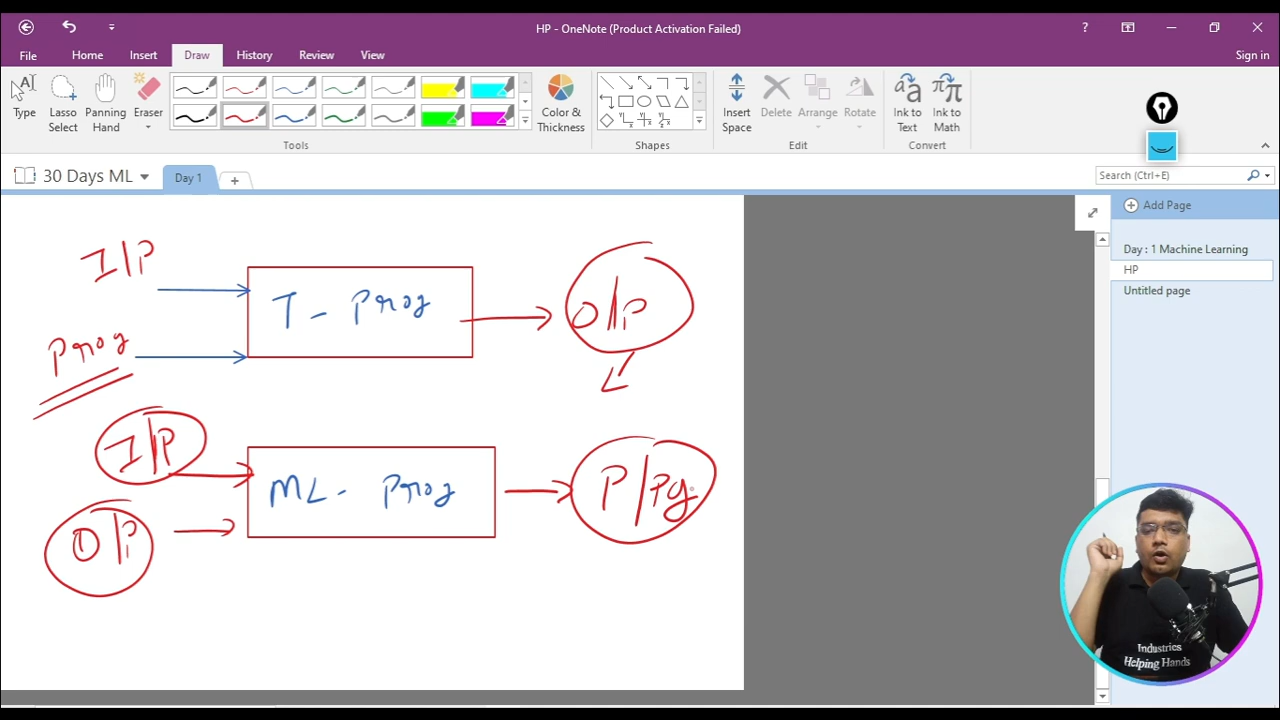 HP - OneNote (Product Activation Failed)
?
File Home Insert Draw History Review View
Sign in
Type
Lasso Select
Panning Hand
Eraser
Color & Thickness
Insert Space
Delete
Arrange
Rotate
Ink to Text
Ink to Math
Tools
Shapes
Edit
Convert
30 Days ML
Day 1
Search (Ctrl+E)
Add Page
Day : 1 Machine Learning
HP
Untitled page
I/P
T - Prog
O/P
Prog
I/P
ML - Prog
P/Pg.
O/P
Industries
Helping Hands